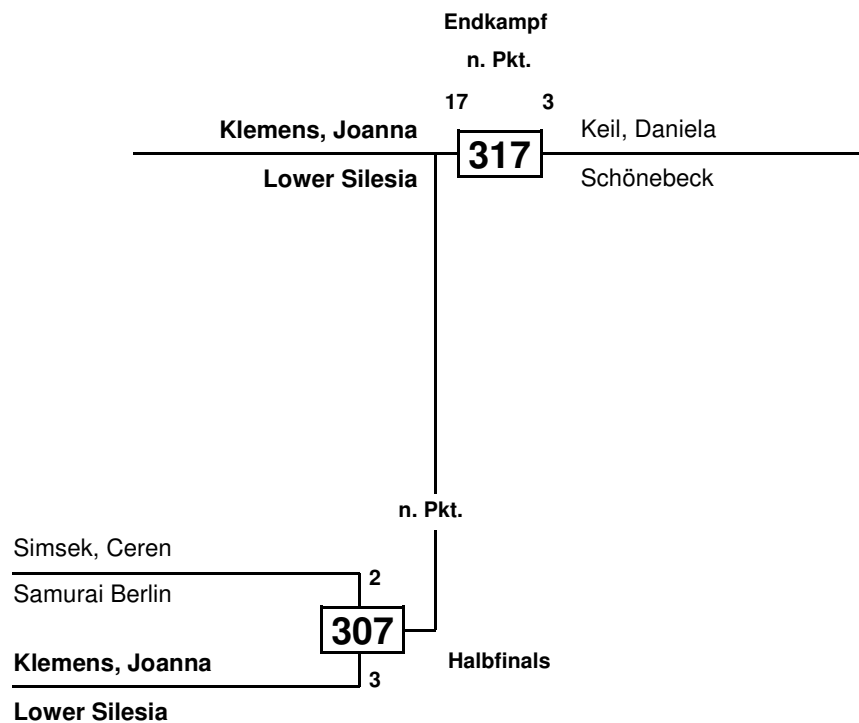 Endkampf
n. Pkt.
17 3
Klemens, Joanna 317 Keil, Daniela
Lower Silesia Schönebeck
n. Pkt.
Simsek, Ceren
2
Samurai Berlin
307
Klemens, Joanna Halbfinals
3
Lower Silesia